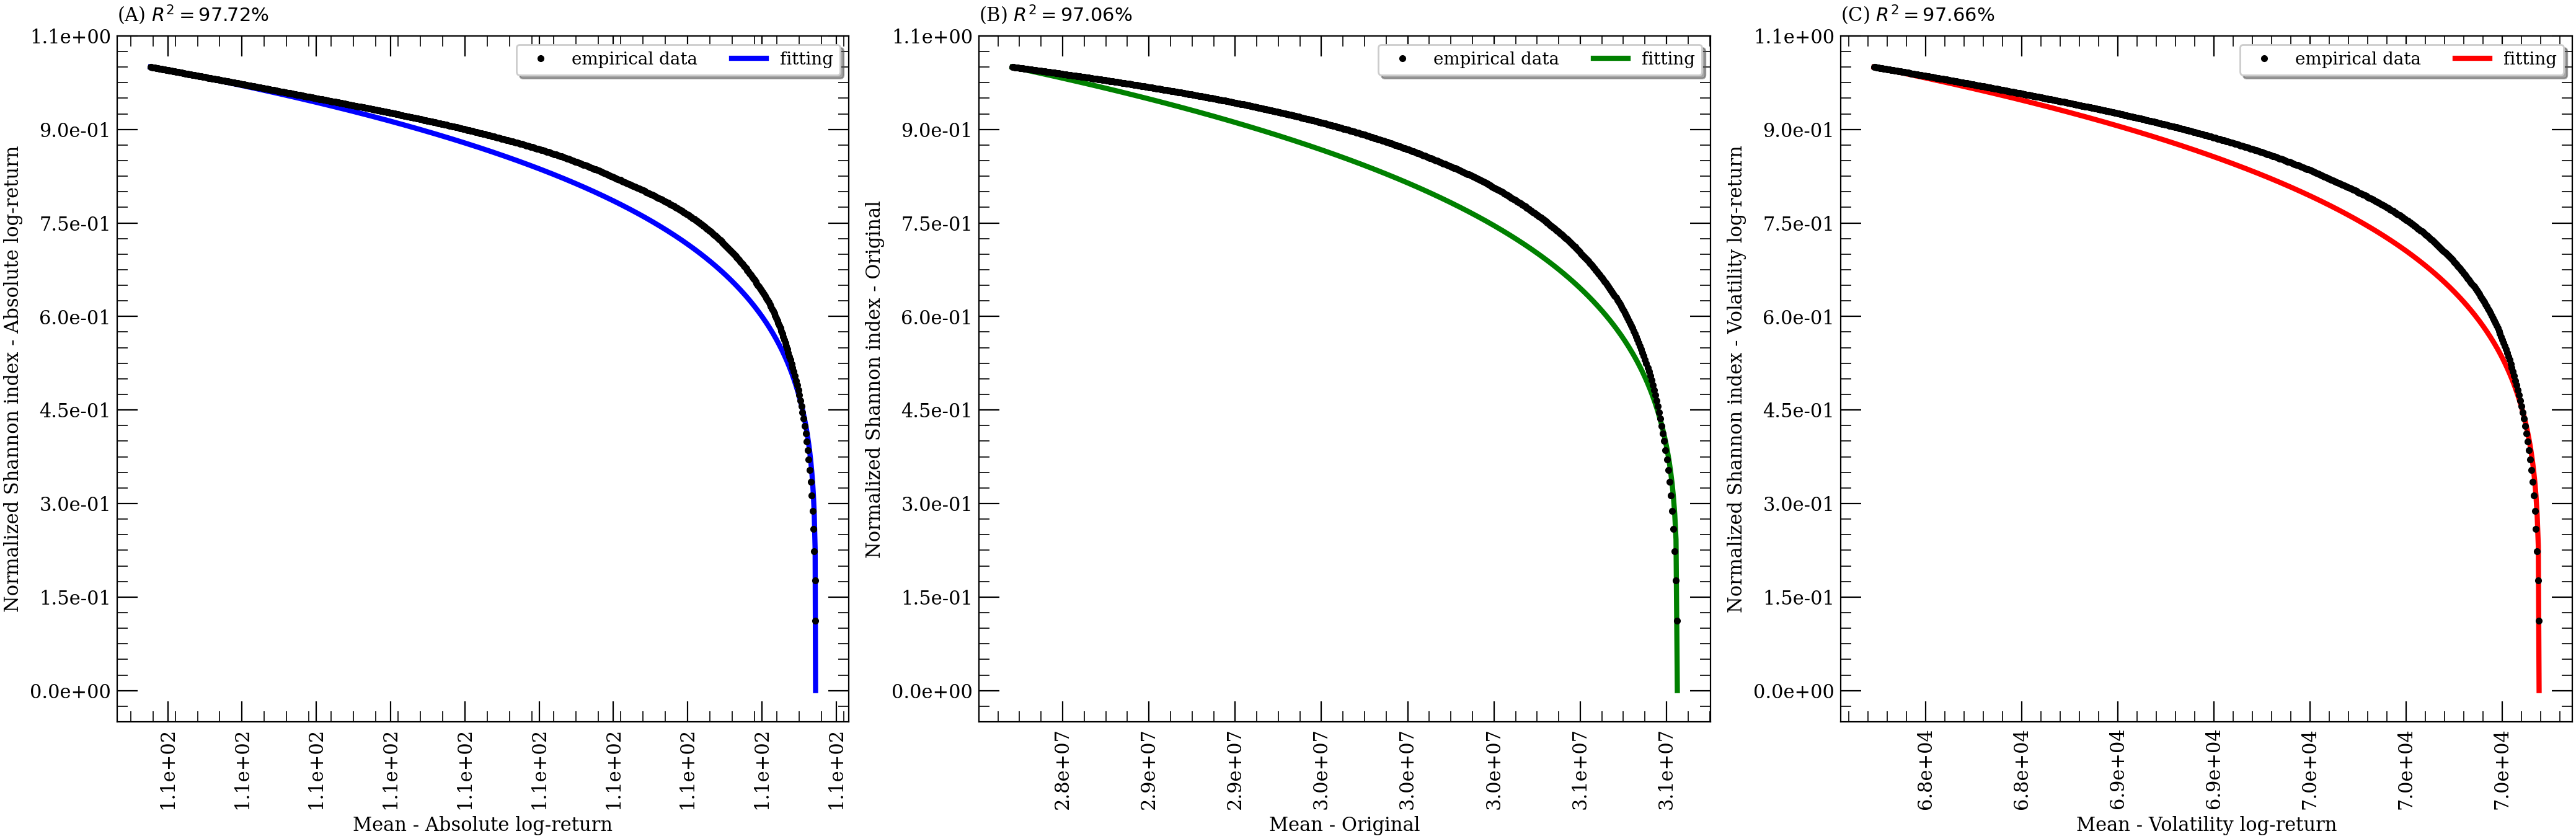 (A) R² = 97.72%
1.1e+00
9.0e-01
7.5e-01
6.0e-01
4.5e-01
3.0e-01
1.5e-01
0.0e+00
Normalized Shannon index - Absolute log-return
empirical data fitting
1.1e+02 1.1e+02 1.1e+02 1.1e+02 1.1e+02 1.1e+02 1.1e+02 1.1e+02 1.1e+02 1.1e+02
Mean - Absolute log-return
(B) R² = 97.06%
1.1e+00
9.0e-01
7.5e-01
6.0e-01
4.5e-01
3.0e-01
1.5e-01
0.0e+00
Normalized Shannon index - Original
empirical data fitting
2.8e+07 2.9e+07 2.9e+07 3.0e+07 3.0e+07 3.0e+07 3.1e+07 3.1e+07
Mean - Original
(C) R² = 97.66%
1.1e+00
9.0e-01
7.5e-01
6.0e-01
4.5e-01
3.0e-01
1.5e-01
0.0e+00
Normalized Shannon index - Volatility log-return
empirical data fitting
6.8e+04 6.8e+04 6.9e+04 6.9e+04 7.0e+04 7.0e+04 7.0e+04
Mean - Volatility log-return